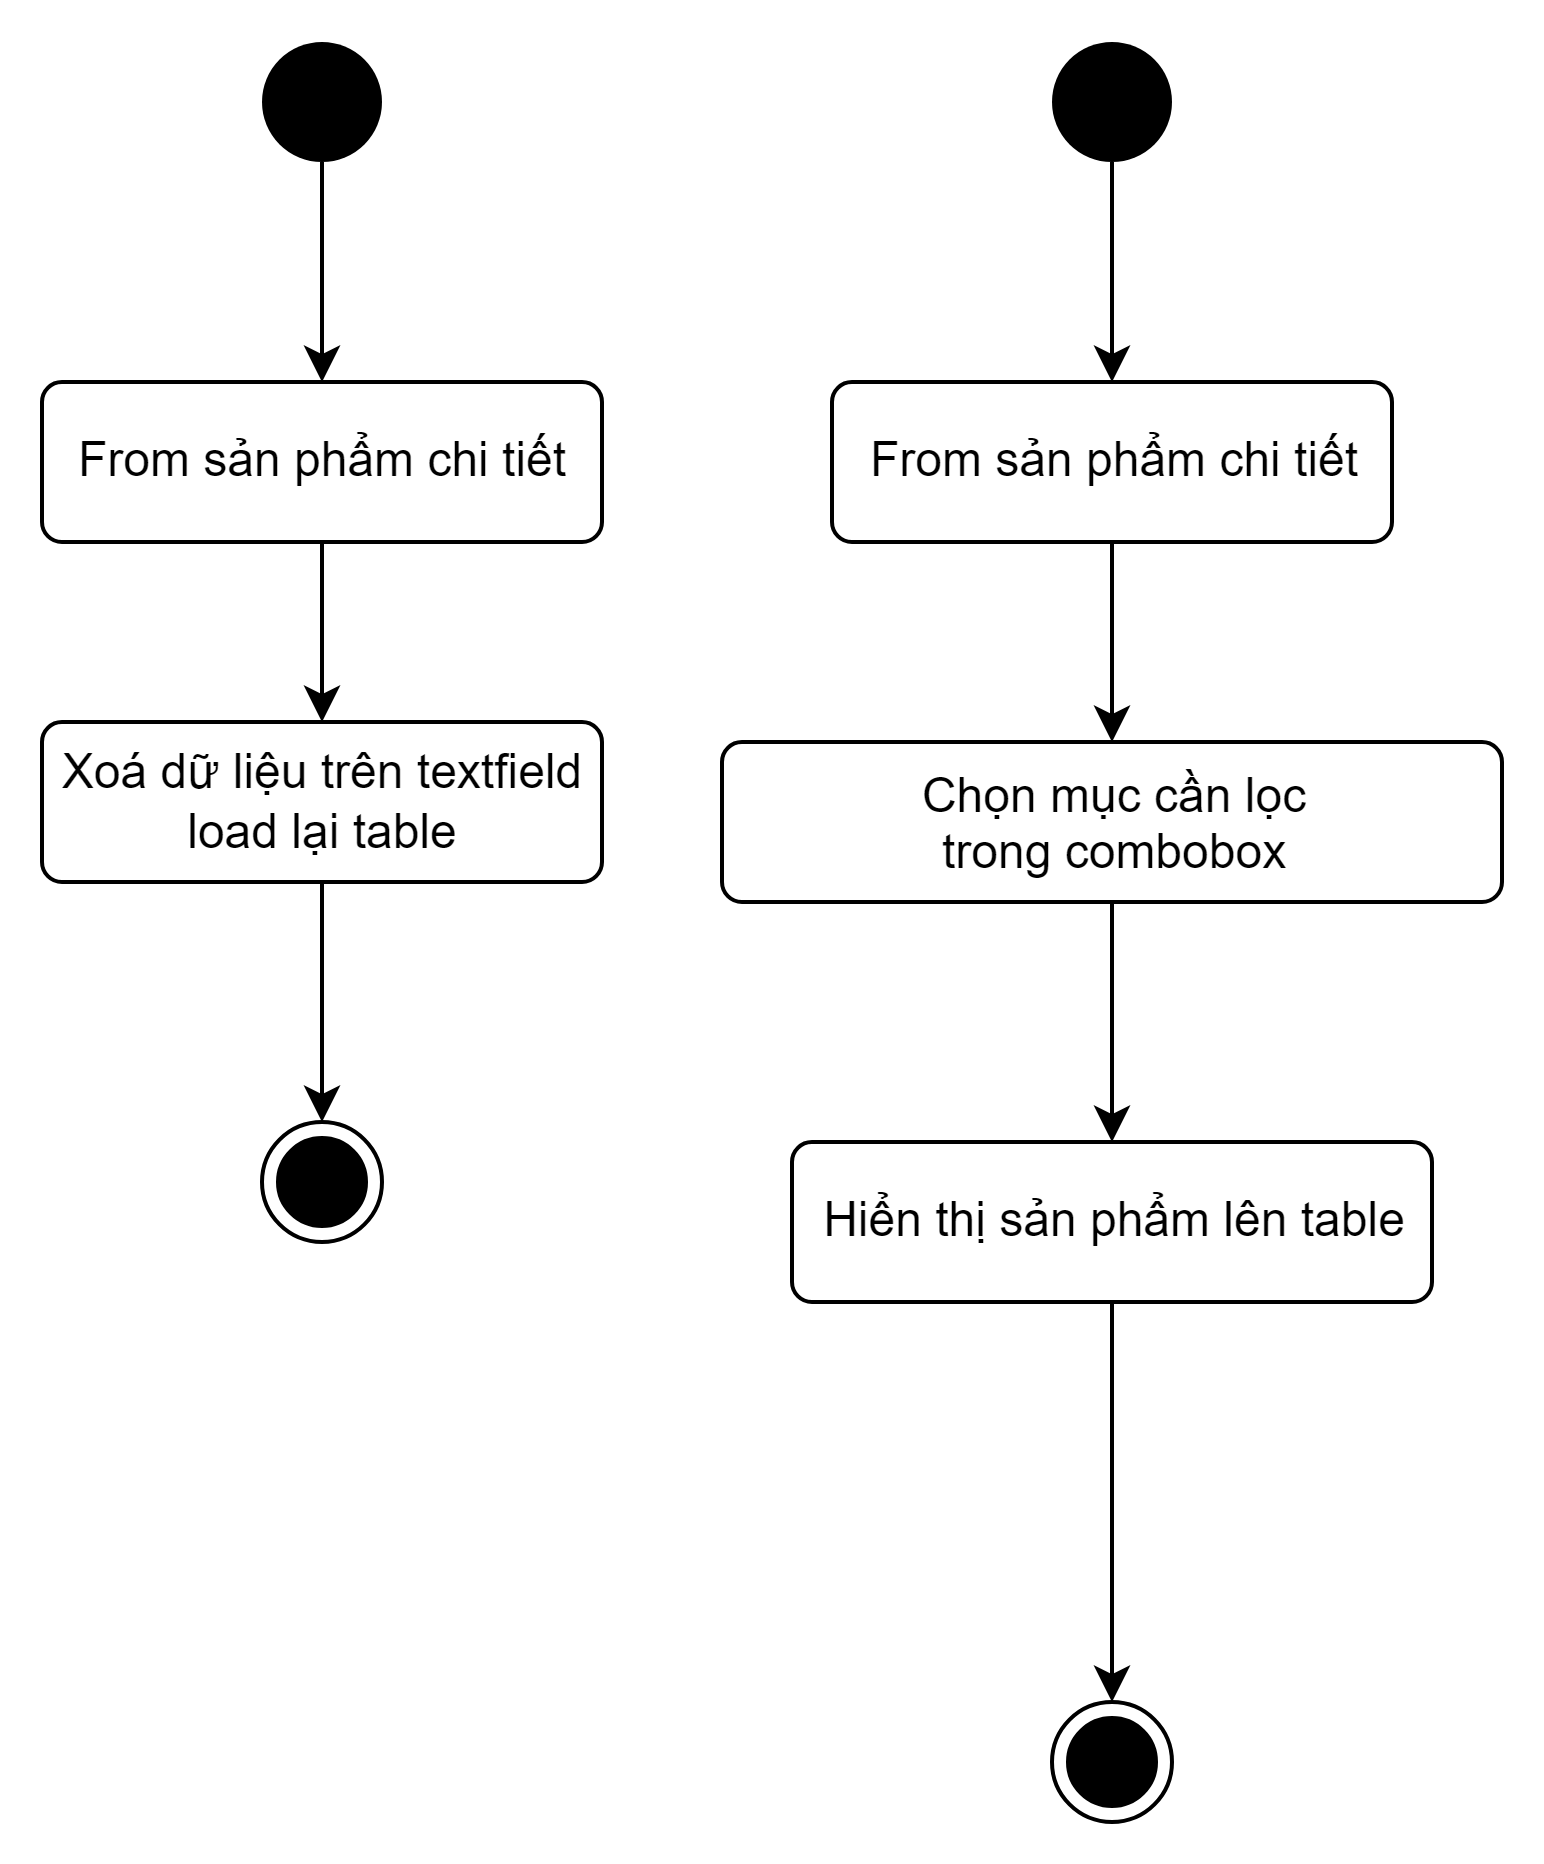 From sản phẩm chi tiết
Xoá dữ liệu trên textfield
load lại table
From sản phẩm chi tiết
Chọn mục cần lọc
trong combobox
Hiển thị sản phẩm lên table